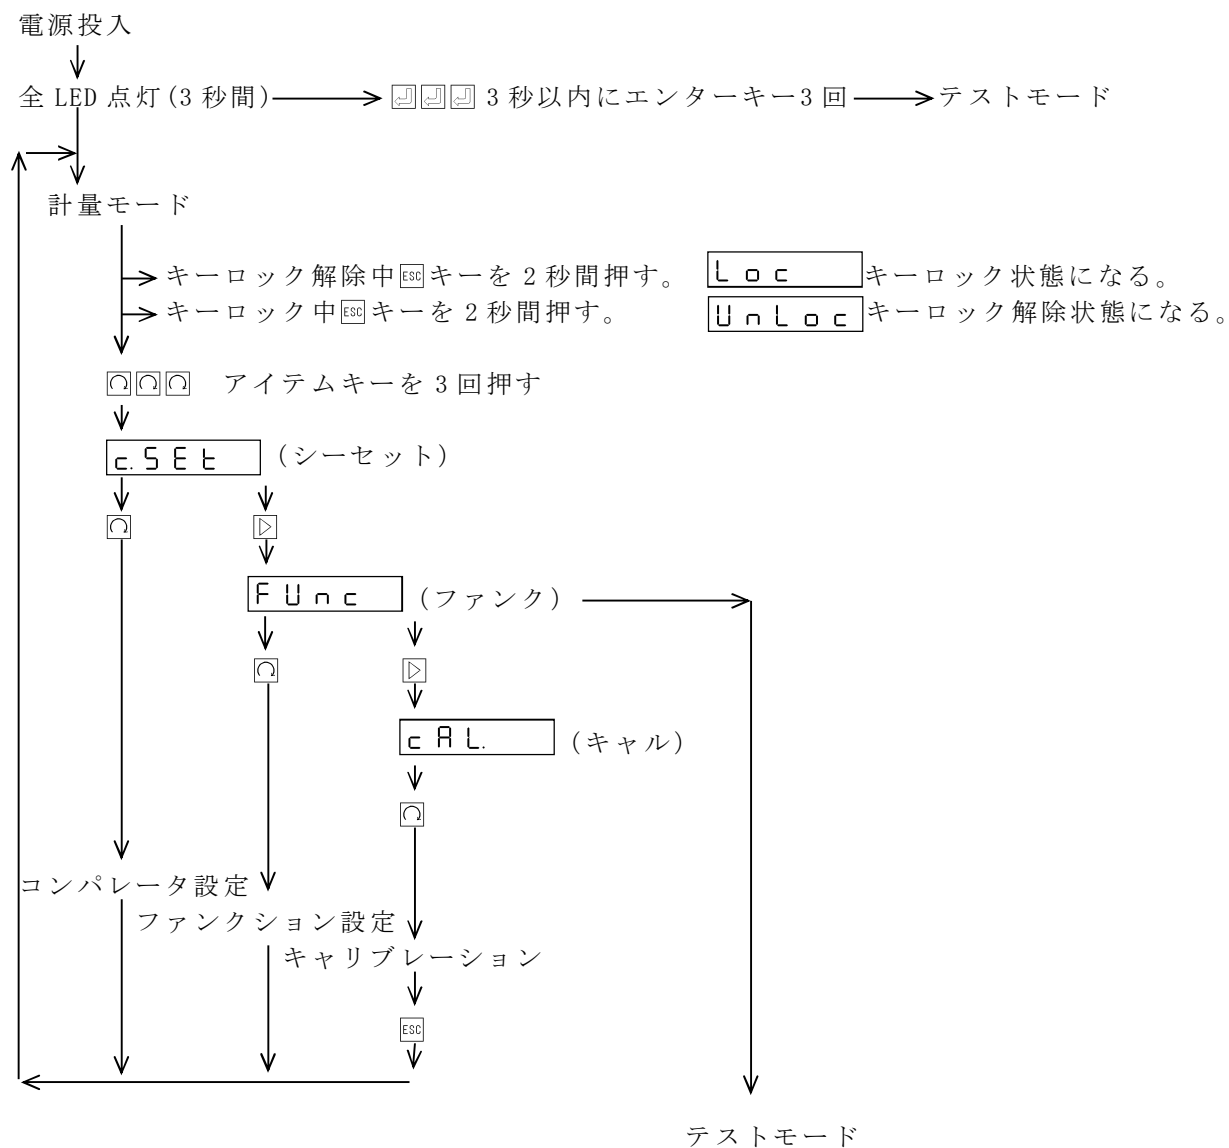 電源投入
全LED点灯(3秒間) 3秒以内にエンターキー3回 テストモード
計量モード
キーロック解除中ESCキーを2秒間押す。 Loc キーロック状態になる。
キーロック中ESCキーを2秒間押す。 UnLoc キーロック解除状態になる。
アイテムキーを3回押す
c.SEt (シーセット)
FUnc (ファンク)
cAL. (キャル)
コンパレータ設定
ファンクション設定
キャリブレーション
ESC
テストモード